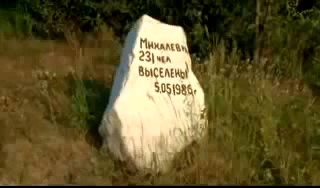 Михалевка
231 чел
выселены
5.05.1986г